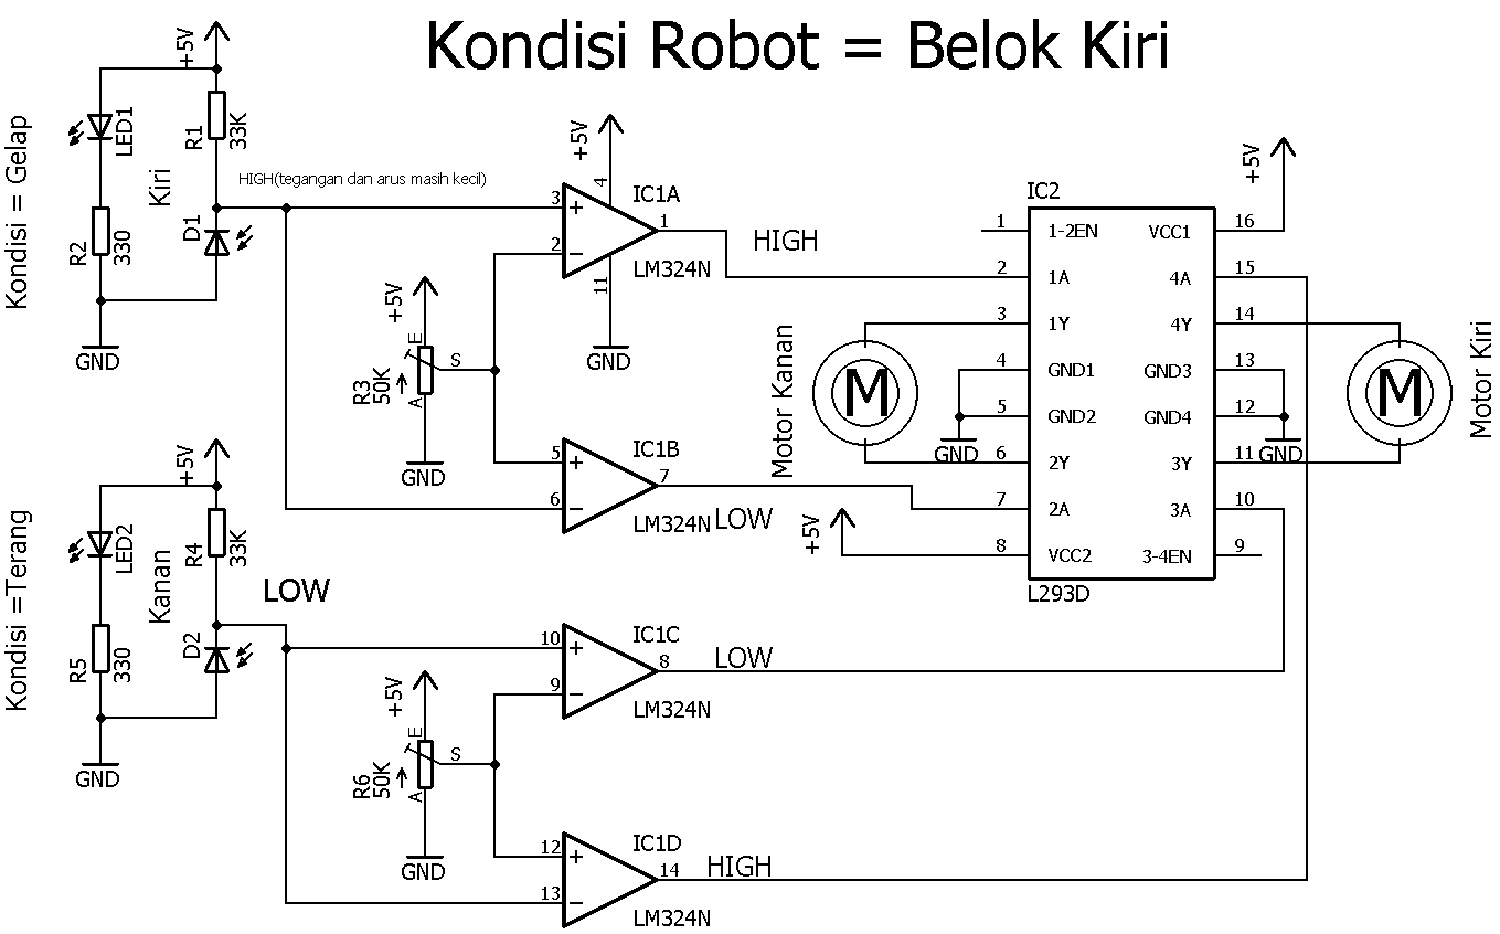 Kondisi Robot = Belok Kiri
+5V
LED1
R1
33K
Kondisi = Gelap
Kiri
HIGH(tegangan dan arus masih kecil)
R2
330
D1
GND
+5V
4
3
+
2
−
IC1A
1
LM324N
11
GND
HIGH
+5V
E
S
R3
50K
A
GND
5
+
6
−
IC1B
7
LM324N
LOW
Kondisi =Terang
+5V
LED2
R4
33K
Kanan
LOW
R5
330
D2
GND
10
+
9
−
IC1C
8
LM324N
LOW
+5V
E
S
R6
50K
A
GND
12
+
13
−
IC1D
14
LM324N
HIGH
Motor Kanan
M
GND
+5V
IC2
1
1-2EN
2
1A
3
1Y
4
GND1
5
GND2
6
2Y
7
2A
8
VCC2
VCC1
16
4A
15
4Y
14
GND3
13
GND4
12
3Y
11
3A
10
3-4EN
9
L293D
+5V
GND
M
Motor Kiri